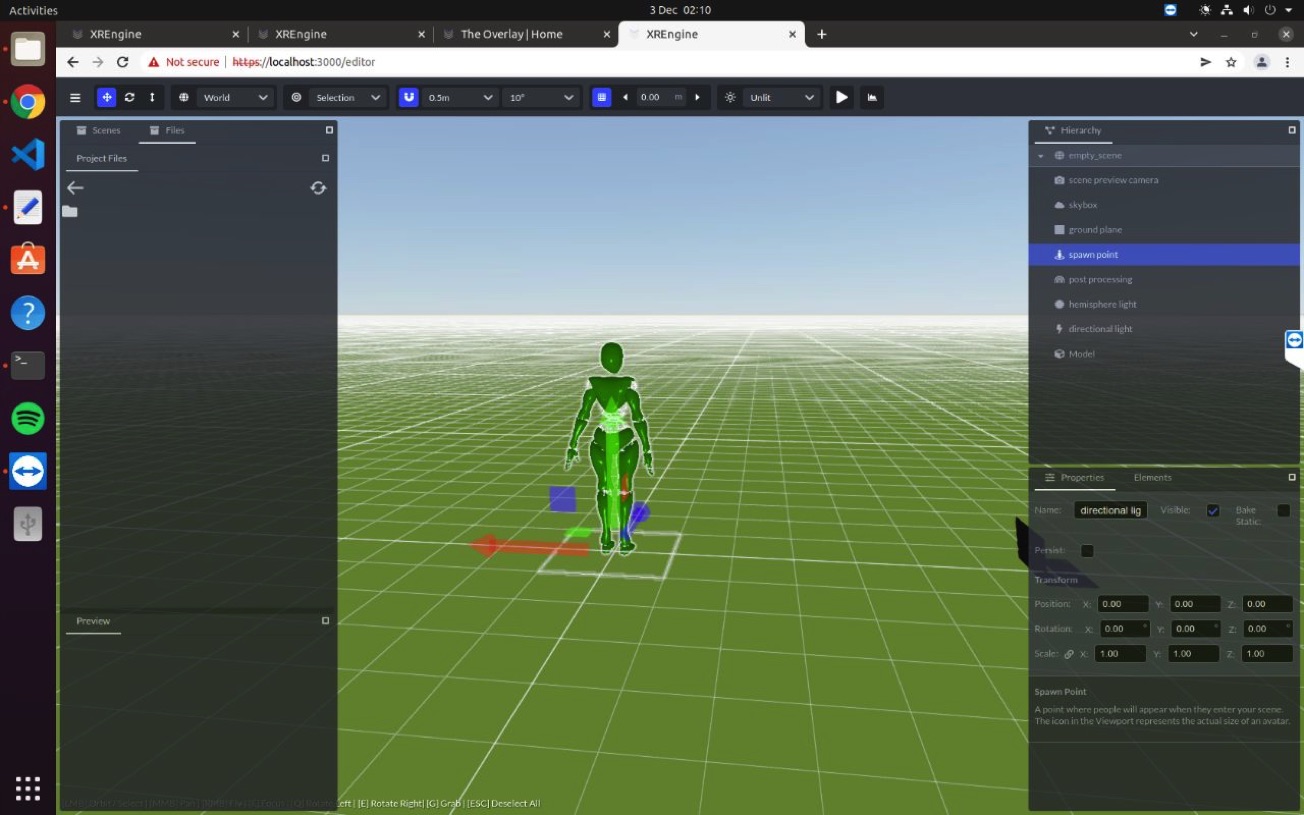 Activities
3 Dec 02:10
XREngine
XREngine
The Overlay | Home
XREngine
Not secure
https://localhost:3000/editor
World
Selection
0.5m
10°
0.00 m
Unlit
Scenes
Files
Project Files
Preview
Left | [E] Rotate Right| [G] Grab | [ESC] Deselect All
Hierarchy
empty_scene
scene preview camera
skybox
ground plane
spawn point
post processing
hemisphere light
directional light
Model
Properties
Elements
Name: directional lig Visible: Bake Static:
Persist:
Transform
Position: X: 0.00 Y: 0.00 Z: 0.00
Rotation: X: 0.00 ° Y: 0.00 ° Z: 0.00 °
Scale: X: 1.00 Y: 1.00 Z: 1.00
Spawn Point
A point where people will appear when they enter your scene.
The icon in the Viewport represents the actual size of an avatar.